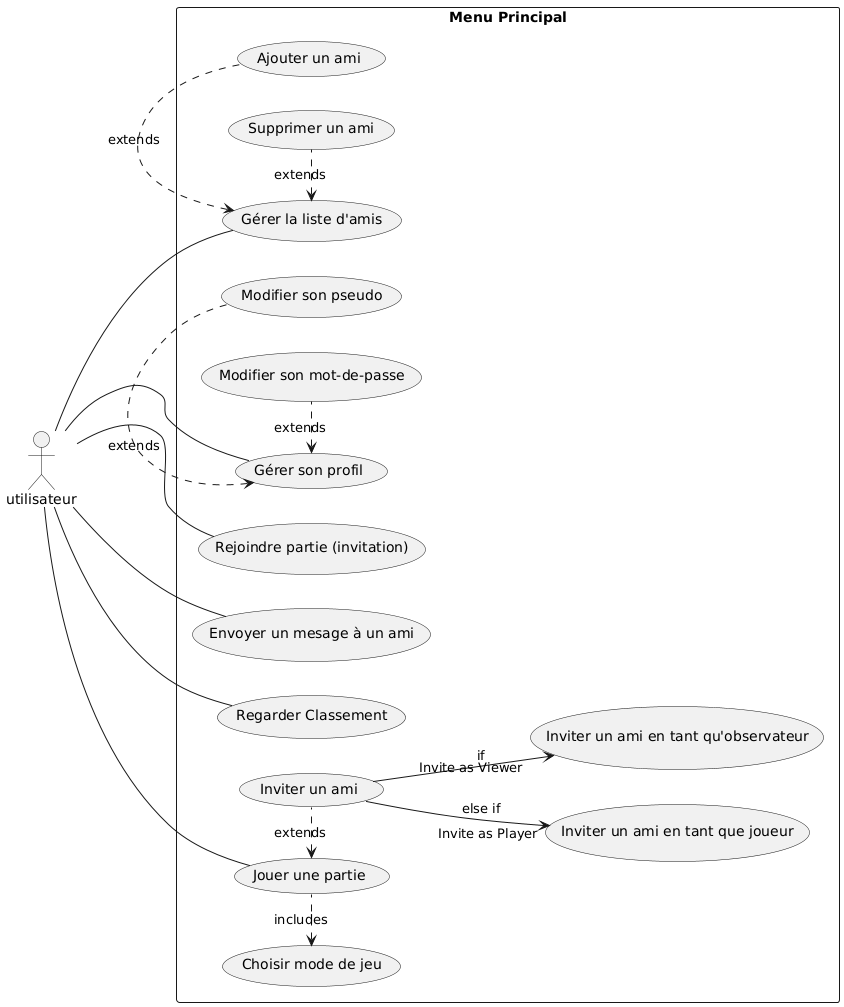 Menu Principal
Ajouter un ami
extends
Supprimer un ami
extends
Gérer la liste d'amis
Modifier son pseudo
Modifier son mot-de-passe
extends
extends
Gérer son profil
utilisateur
Rejoindre partie (invitation)
Envoyer un mesage à un ami
Regarder Classement
Inviter un ami en tant qu'observateur
if
Invite as Viewer
Inviter un ami
else if
Invite as Player
Inviter un ami en tant que joueur
extends
Jouer une partie
includes
Choisir mode de jeu